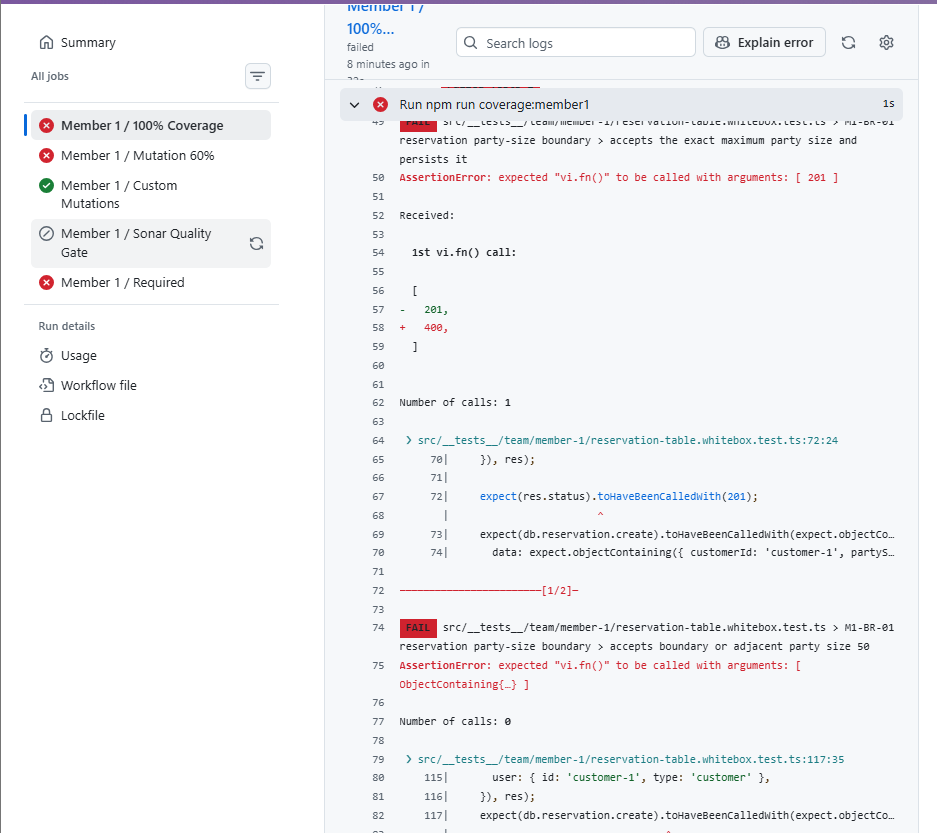 Summary
All jobs
Member 1 / 100% Coverage
Member 1 / Mutation 60%
Member 1 / Custom
Mutations
Member 1 / Sonar Quality
Gate
Member 1 / Required
Run details
Usage
Workflow file
Lockfile
Member 1 /
100%...
failed
8 minutes ago in
Search logs
Explain error
Run npm run coverage:member1
1s
49 FAIL src/__tests__/team/member-1/reservation-table.whitebox.test.ts > M1-BR-01
reservation party-size boundary > accepts the exact maximum party size and
persists it
50 AssertionError: expected "vi.fn()" to be called with arguments: [ 201 ]
51
52 Received:
53
54 1st vi.fn() call:
55
56 [
57 - 201,
58 + 400,
59 ]
60
61
62 Number of calls: 1
63
64 ❯ src/__tests__/team/member-1/reservation-table.whitebox.test.ts:72:24
65 70| }), res);
66 71|
67 72| expect(res.status).toHaveBeenCalledWith(201);
68 | ^
69 73| expect(db.reservation.create).toHaveBeenCalledWith(expect.objectCo…
70 74| data: expect.objectContaining({ customerId: 'customer-1', partyS…
71
72 ⎯⎯⎯⎯⎯⎯⎯⎯⎯⎯⎯⎯⎯⎯⎯⎯⎯⎯⎯⎯⎯⎯⎯[1/2]⎯
73
74 FAIL src/__tests__/team/member-1/reservation-table.whitebox.test.ts > M1-BR-01
reservation party-size boundary > accepts boundary or adjacent party size 50
75 AssertionError: expected "vi.fn()" to be called with arguments: [
ObjectContaining{…} ]
76
77 Number of calls: 0
78
79 ❯ src/__tests__/team/member-1/reservation-table.whitebox.test.ts:117:35
80 115| user: { id: 'customer-1', type: 'customer' },
81 116| }), res);
82 117| expect(db.reservation.create).toHaveBeenCalledWith(expect.objectCo…